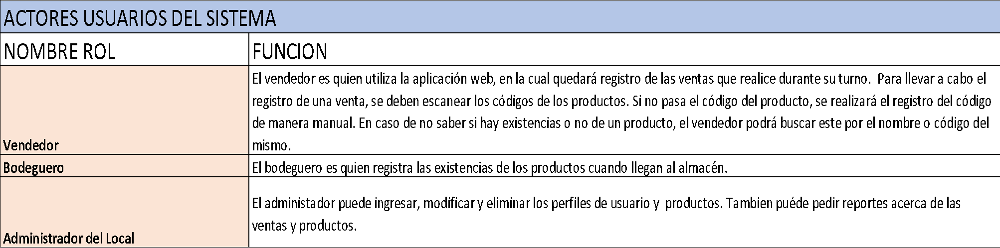 ACTORES USUARIOS DEL SISTEMA
NOMBRE ROL
FUNCION
Vendedor
El vendedor es quien utiliza la aplicación web, en la cual quedará registro de las ventas que realice durante su turno.  Para llevar a cabo el
registro de una venta, se deben escanear los códigos de los productos. Si no pasa el código del producto, se realizará el registro del código
de manera manual. En caso de no saber si hay existencias o no de un producto, el vendedor podrá buscar este por el nombre o código del
mismo.
Bodeguero
El bodeguero es quien registra las existencias de los productos cuando llegan al almacén.
Administrador del Local
El administador puede ingresar, modificar y eliminar los perfiles de usuario y  productos. Tambien puéde pedir reportes acerca de las
ventas y productos.